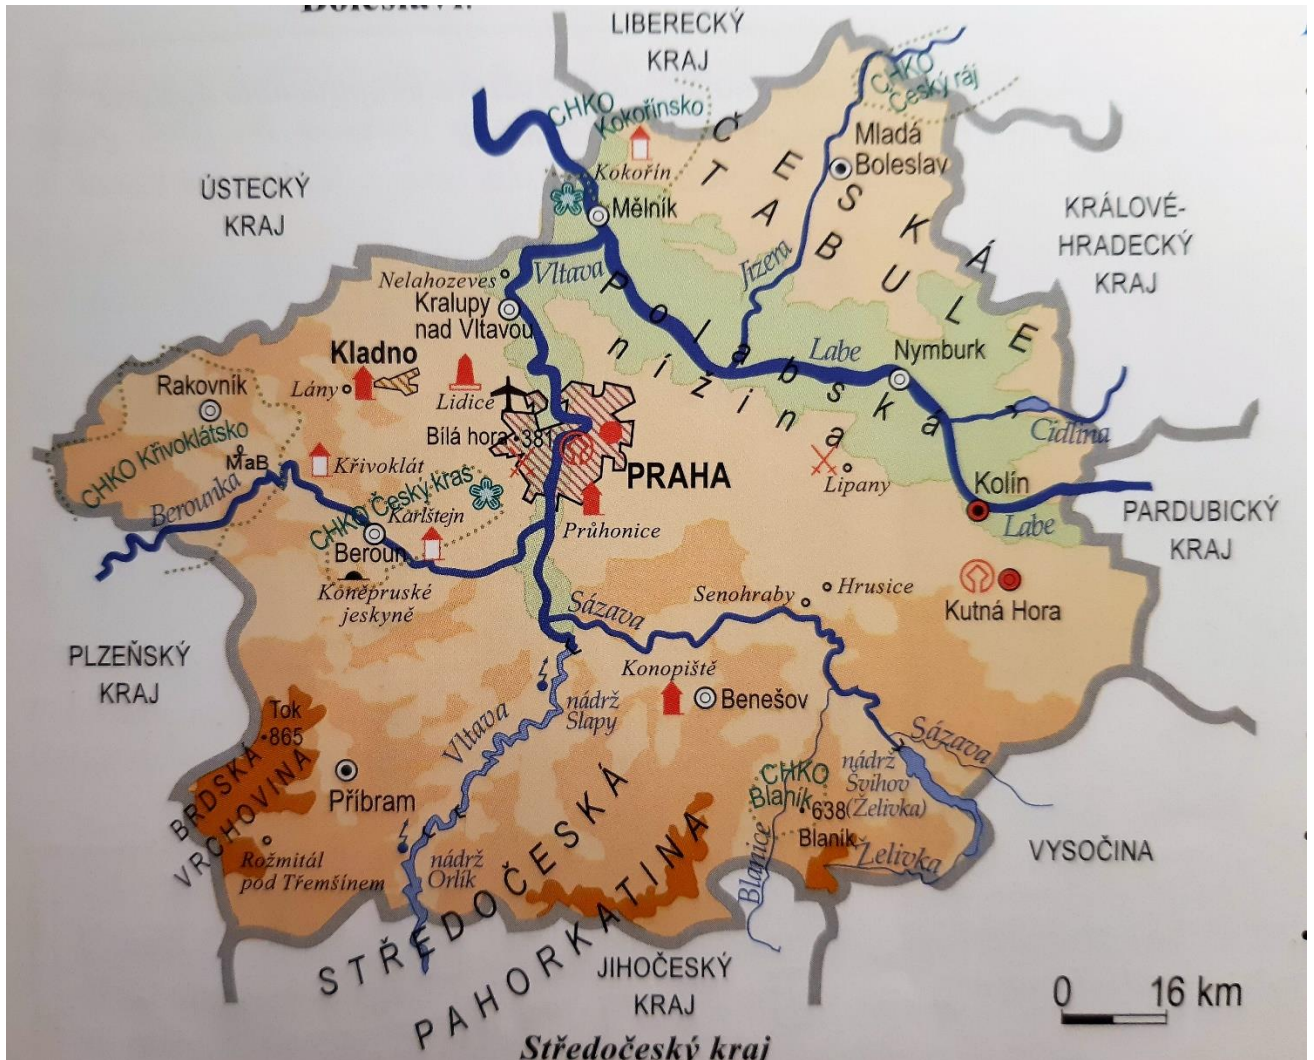 Boleslavi.
LIBERECKÝ
KRAJ
CHKO
Český ráj
CHKO
Kokořínsko
Kokořín
Mladá
Boleslav
ČESKÁ
TABULE
ÚSTECKÝ
KRAJ
Mělník
KRÁLOVÉ-
HRADECKÝ
KRAJ
Jizera
Vltava
Nelahozeves
Kralupy
nad Vltavou
Polabská
nížina
Labe
Nymburk
Kladno
Lány
Lidice
Rakovník
Cidlina
Bílá hora 381
PRAHA
Lipany
Kolín
Labe
CHKO Křivoklátsko
MaB
Křivoklát
Berounka
CHKO Český kras
Karlštejn
Beroun
Průhonice
PARDUBICKÝ
KRAJ
Koněpruské
jeskyně
Senohraby
Hrusice
Kutná Hora
Sázava
PLZEŇSKÝ
KRAJ
Konopiště
Benešov
nádrž
Slapy
Vltava
Tok
865
Sázava
BRDSKÁ
VRCHOVINA
Příbram
CHKO
Blaník
638
Blaník
nádrž
Švihov
(Želivka)
Želivka
Blanice
VYSOČINA
Rožmitál
pod Třemšínem
nádrž
Orlík
STŘEDOČESKÁ
PAHORKATINA
JIHOČESKÝ
KRAJ
0 16 km
Středočeský kraj